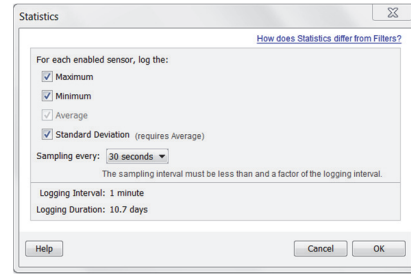 Statistics
How does Statistics differ from Filters?
For each enabled sensor, log the:
Maximum
Minimum
Average
Standard Deviation (requires Average)
Sampling every: 30 seconds
The sampling interval must be less than and a factor of the logging interval.
Logging Interval: 1 minute
Logging Duration: 10.7 days
Help Cancel OK